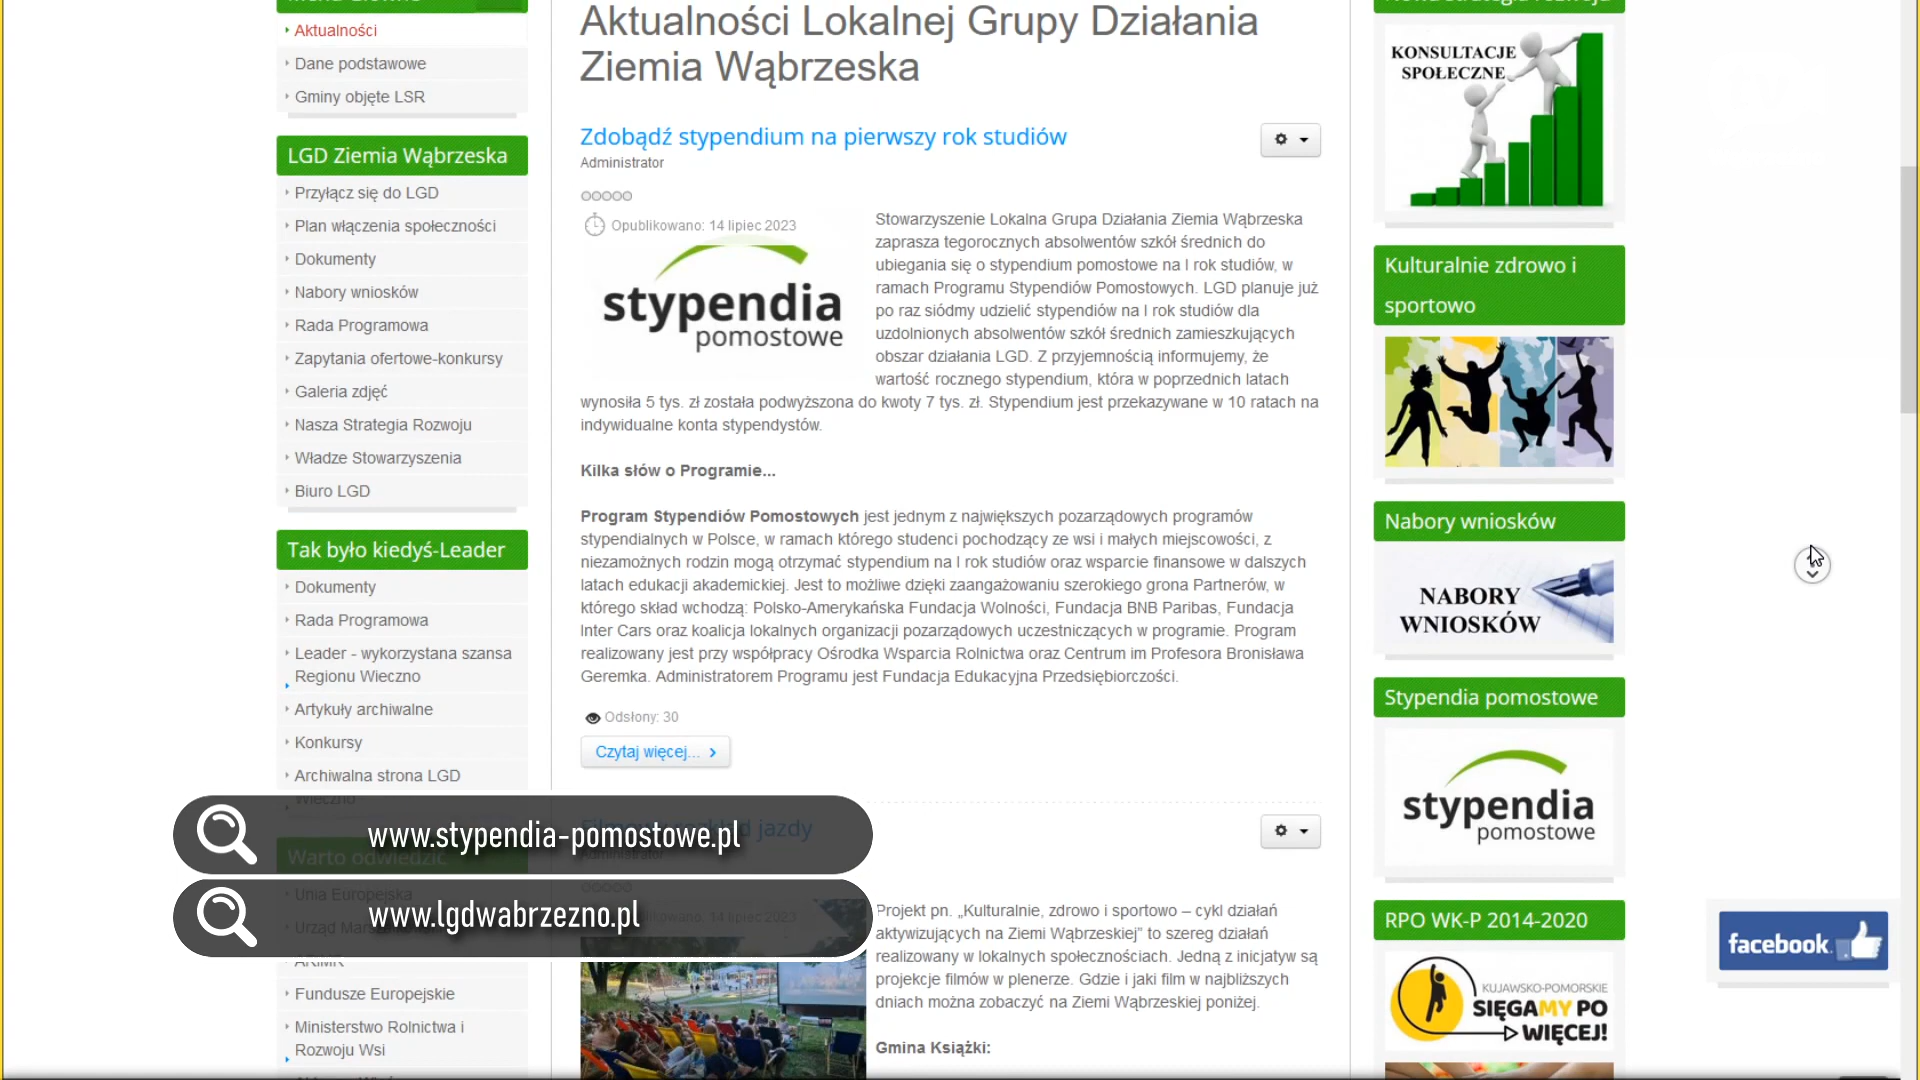 Aktualności
Dane podstawowe
Gminy objęte LSR
LGD Ziemia Wąbrzeska
Przyłącz się do LGD
Plan włączenia społeczności
Dokumenty
Nabory wniosków
Rada Programowa
Zapytania ofertowe-konkursy
Galeria zdjęć
Nasza Strategia Rozwoju
Władze Stowarzyszenia
Biuro LGD
Tak było kiedyś-Leader
Dokumenty
Rada Programowa
Leader - wykorzystana szansa
Regionu Wieczno
Artykuły archiwalne
Konkursy
Archiwalna strona LGD
Wieczno
Warto odwiedzić
Unia Europejska
ARiMR
Fundusze Europejskie
Ministerstwo Rolnictwa i
Rozwoju Wsi
Aktualności Lokalnej Grupy Działania
Ziemia Wąbrzeska
Zdobądź stypendium na pierwszy rok studiów
Administrator
Opublikowano: 14 lipiec 2023
stypendia
pomostowe
Stowarzyszenie Lokalna Grupa Działania Ziemia Wąbrzeska
zaprasza tegorocznych absolwentów szkół średnich do
ubiegania się o stypendium pomostowe na I rok studiów, w
ramach Programu Stypendiów Pomostowych. LGD planuje już
po raz siódmy udzielić stypendiów na I rok studiów dla
uzdolnionych absolwentów szkół średnich zamieszkujących
obszar działania LGD. Z przyjemnością informujemy, że
wartość rocznego stypendium, która w poprzednich latach
wynosiła 5 tys. zł została podwyższona do kwoty 7 tys. zł. Stypendium jest przekazywane w 10 ratach na
indywidualne konta stypendystów.
Kilka słów o Programie...
Program Stypendiów Pomostowych jest jednym z największych pozarządowych programów
stypendialnych w Polsce, w ramach którego studenci pochodzący ze wsi i małych miejscowości, z
niezamożnych rodzin mogą otrzymać stypendium na I rok studiów oraz wsparcie finansowe w dalszych
latach edukacji akademickiej. Jest to możliwe dzięki zaangażowaniu szerokiego grona Partnerów, w
którego skład wchodzą: Polsko-Amerykańska Fundacja Wolności, Fundacja BNB Paribas, Fundacja
Inter Cars oraz koalicja lokalnych organizacji pozarządowych uczestniczących w programie. Program
realizowany jest przy współpracy Ośrodka Wsparcia Rolnictwa oraz Centrum im Profesora Bronisława
Geremka. Administratorem Programu jest Fundacja Edukacyjna Przedsiębiorczości.
Odsłony: 30
Czytaj więcej...
jazdy
Administrator
14 lipiec 2023
Projekt pn. „Kulturalnie, zdrowo i sportowo – cykl działań
aktywizujących na Ziemi Wąbrzeskiej” to szereg działań
realizowany w lokalnych społecznościach. Jedną z inicjatyw są
projekcje filmów w plenerze. Gdzie i jaki film w najbliższych
dniach można zobaczyć na Ziemi Wąbrzeskiej poniżej.
Gmina Książki:
www.stypendia-pomostowe.pl
www.lgdwabrzezno.pl
KONSULTACJE
SPOŁECZNE
Kulturalnie zdrowo i
sportowo
Nabory wniosków
NABORY
WNIOSKÓW
Stypendia pomostowe
stypendia
pomostowe
RPO WK-P 2014-2020
KUJAWSKO-POMORSKIE
SIĘGAMY PO
WIĘCEJ!
facebook